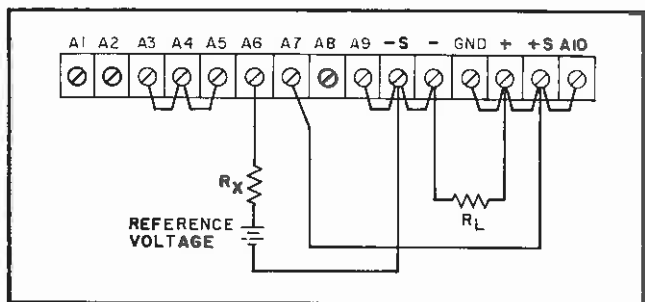 A1 A2 A3 A4 A5 A6 A7 A8 A9 -S - GND + +S A10
RX
REFERENCE
VOLTAGE
RL